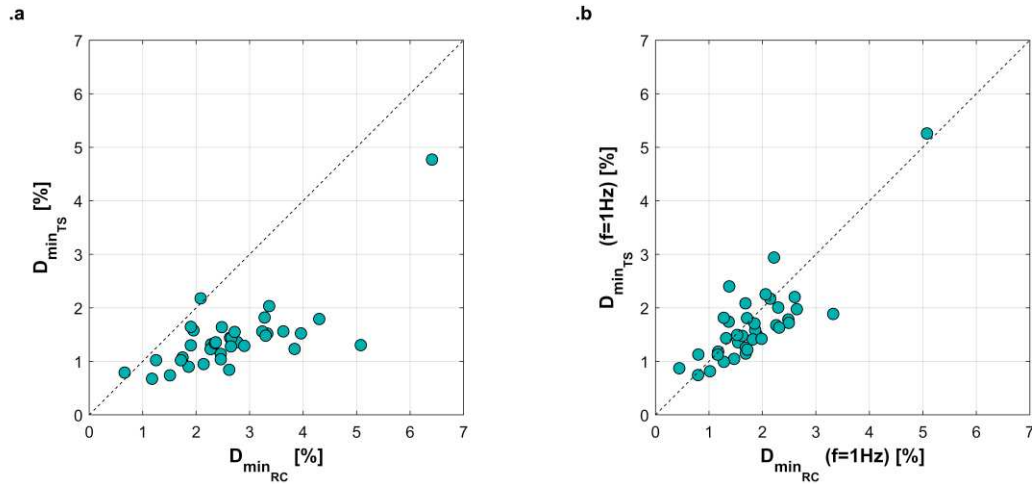 .a
7
6
5
4
3
2
1
0
D_min_TS [%]
0 1 2 3 4 5 6 7
D_min_RC [%]
.b
7
6
5
4
3
2
1
0
D_min_TS (f=1Hz) [%]
0 1 2 3 4 5 6 7
D_min_RC (f=1Hz) [%]